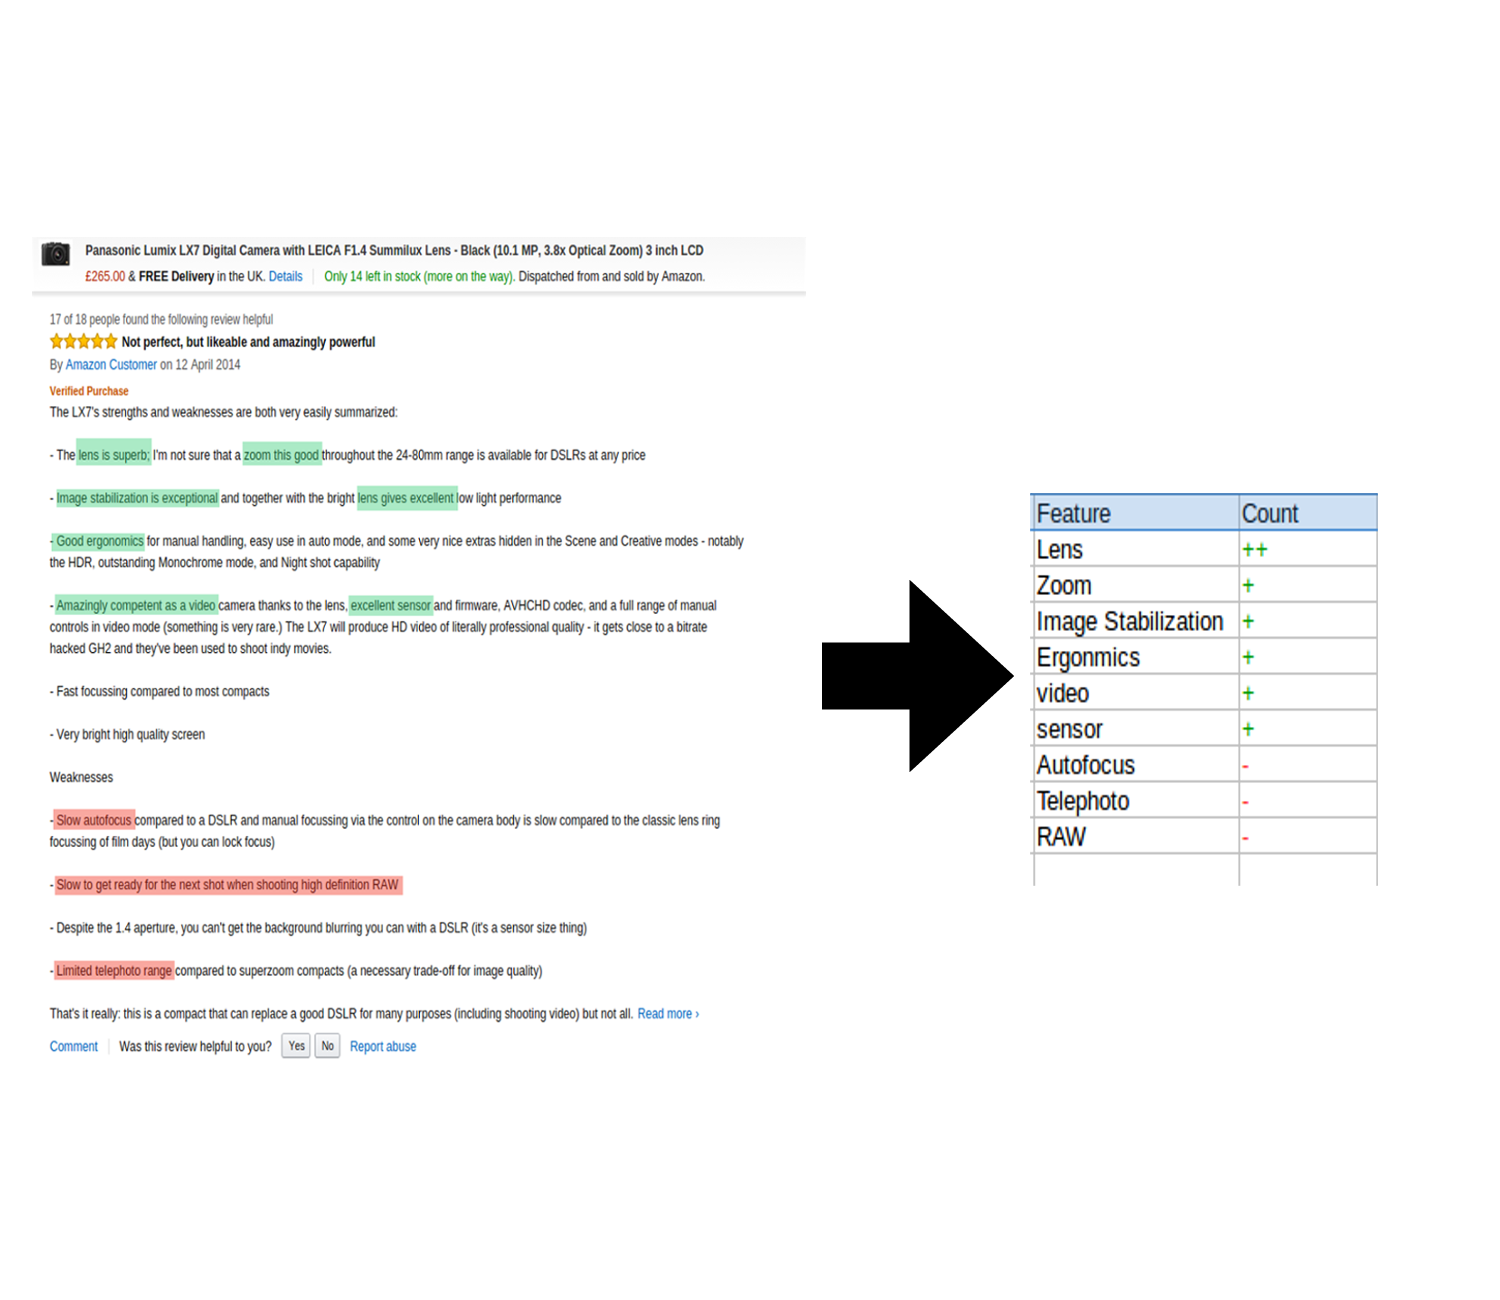 Panasonic Lumix LX7 Digital Camera with LEICA F1.4 Summilux Lens - Black (10.1 MP, 3.8x Optical Zoom) 3 inch LCD
£265.00 & FREE Delivery in the UK. Details Only 14 left in stock (more on the way). Dispatched from and sold by Amazon.
17 of 18 people found the following review helpful
Not perfect, but likeable and amazingly powerful
By Amazon Customer on 12 April 2014
Verified Purchase
The LX7's strengths and weaknesses are both very easily summarized:
- The lens is superb; I'm not sure that a zoom this good throughout the 24-80mm range is available for DSLRs at any price
- Image stabilization is exceptional and together with the bright lens gives excellent low light performance
- Good ergonomics for manual handling, easy use in auto mode, and some very nice extras hidden in the Scene and Creative modes - notably
the HDR, outstanding Monochrome mode, and Night shot capability
- Amazingly competent as a video camera thanks to the lens, excellent sensor and firmware, AVHCHD codec, and a full range of manual
controls in video mode (something is very rare.) The LX7 will produce HD video of literally professional quality - it gets close to a bitrate
hacked GH2 and they've been used to shoot indy movies.
- Fast focussing compared to most compacts
- Very bright high quality screen
Weaknesses
- Slow autofocus compared to a DSLR and manual focussing via the control on the camera body is slow compared to the classic lens ring
focussing of film days (but you can lock focus)
- Slow to get ready for the next shot when shooting high definition RAW
- Despite the 1.4 aperture, you can't get the background blurring you can with a DSLR (it's a sensor size thing)
- Limited telephoto range compared to superzoom compacts (a necessary trade-off for image quality)
That's it really: this is a compact that can replace a good DSLR for many purposes (including shooting video) but not all. Read more ›
Comment Was this review helpful to you? Yes No Report abuse
Feature Count
Lens ++
Zoom +
Image Stabilization +
Ergonmics +
video +
sensor +
Autofocus -
Telephoto -
RAW -